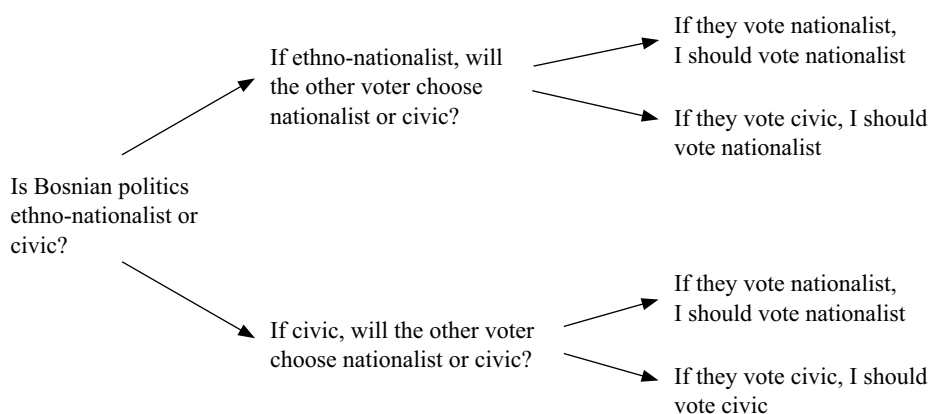 Is Bosnian politics
ethno-nationalist or
civic?
If ethno-nationalist, will
the other voter choose
nationalist or civic?
If they vote nationalist,
I should vote nationalist
If they vote civic, I should
vote nationalist
If civic, will the other voter
choose nationalist or civic?
If they vote nationalist,
I should vote nationalist
If they vote civic, I should
vote civic